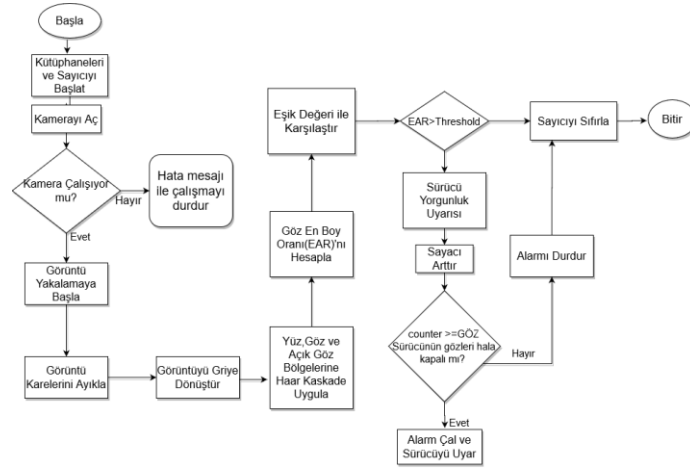 Başla
Kütüphaneleri
ve Sayıcıyı
Başlat
Kamerayı Aç
Kamera Çalışıyor
mu?
Hayır
Hata mesajı
ile çalışmayı
durdur
Evet
Görüntü
Yakalamaya
Başla
Görüntü
Karelerini Ayıkla
Görüntüyü Griye
Dönüştür
Yüz,Göz ve
Açık Göz
Bölgelerine
Haar Kaskade
Uygula
Göz En Boy
Oranı(EAR)'nı
Hesapla
Eşik Değeri ile
Karşılaştır
EAR>Threshold
Sayıcıyı Sıfırla
Bitir
Sürücü
Yorgunluk
Uyarısı
Sayacı
Arttır
counter >=GÖZ
Sürücünün gözleri hala
kapalı mı?
Hayır
Alarmı Durdur
Evet
Alarm Çal ve
Sürücüyü Uyar